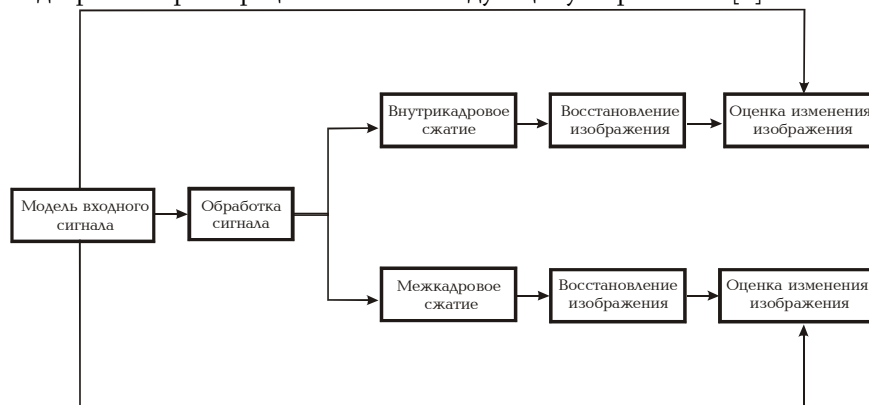 Внутрикадровое
сжатие
Восстановление
изображения
Оценка изменения
изображения
Модель входного
сигнала
Обработка
сигнала
Межкадровое
сжатие
Восстановление
изображения
Оценка изменения
изображения